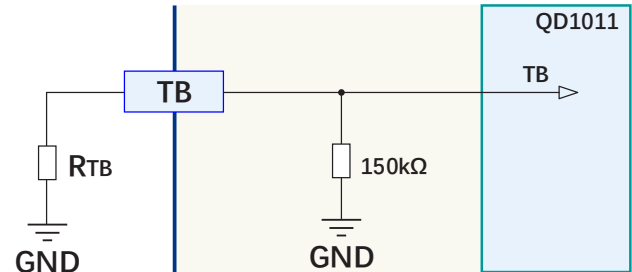 QD1011
TB
TB
RTB
150kΩ
GND
GND